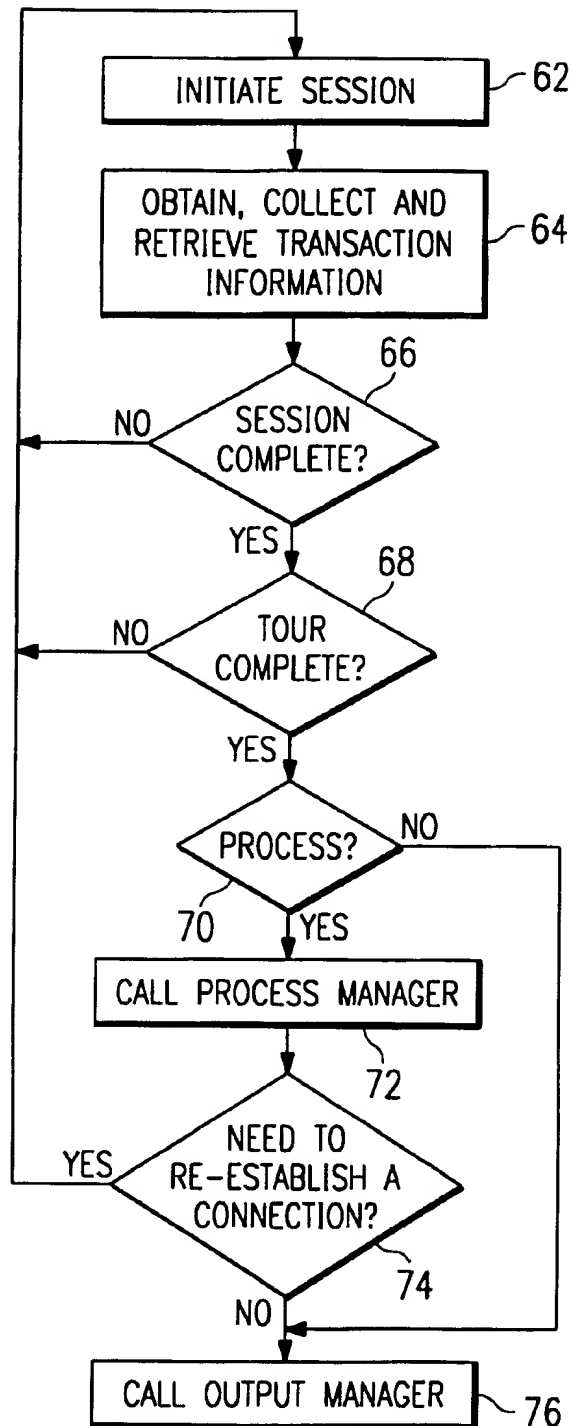 INITIATE SESSION
62
OBTAIN, COLLECT AND
RETRIEVE TRANSACTION
INFORMATION
64
66
SESSION
COMPLETE?
NO
YES
68
TOUR
COMPLETE?
NO
YES
PROCESS?
NO
70
YES
CALL PROCESS MANAGER
72
NEED TO
RE-ESTABLISH A
CONNECTION?
YES
74
NO
CALL OUTPUT MANAGER
76